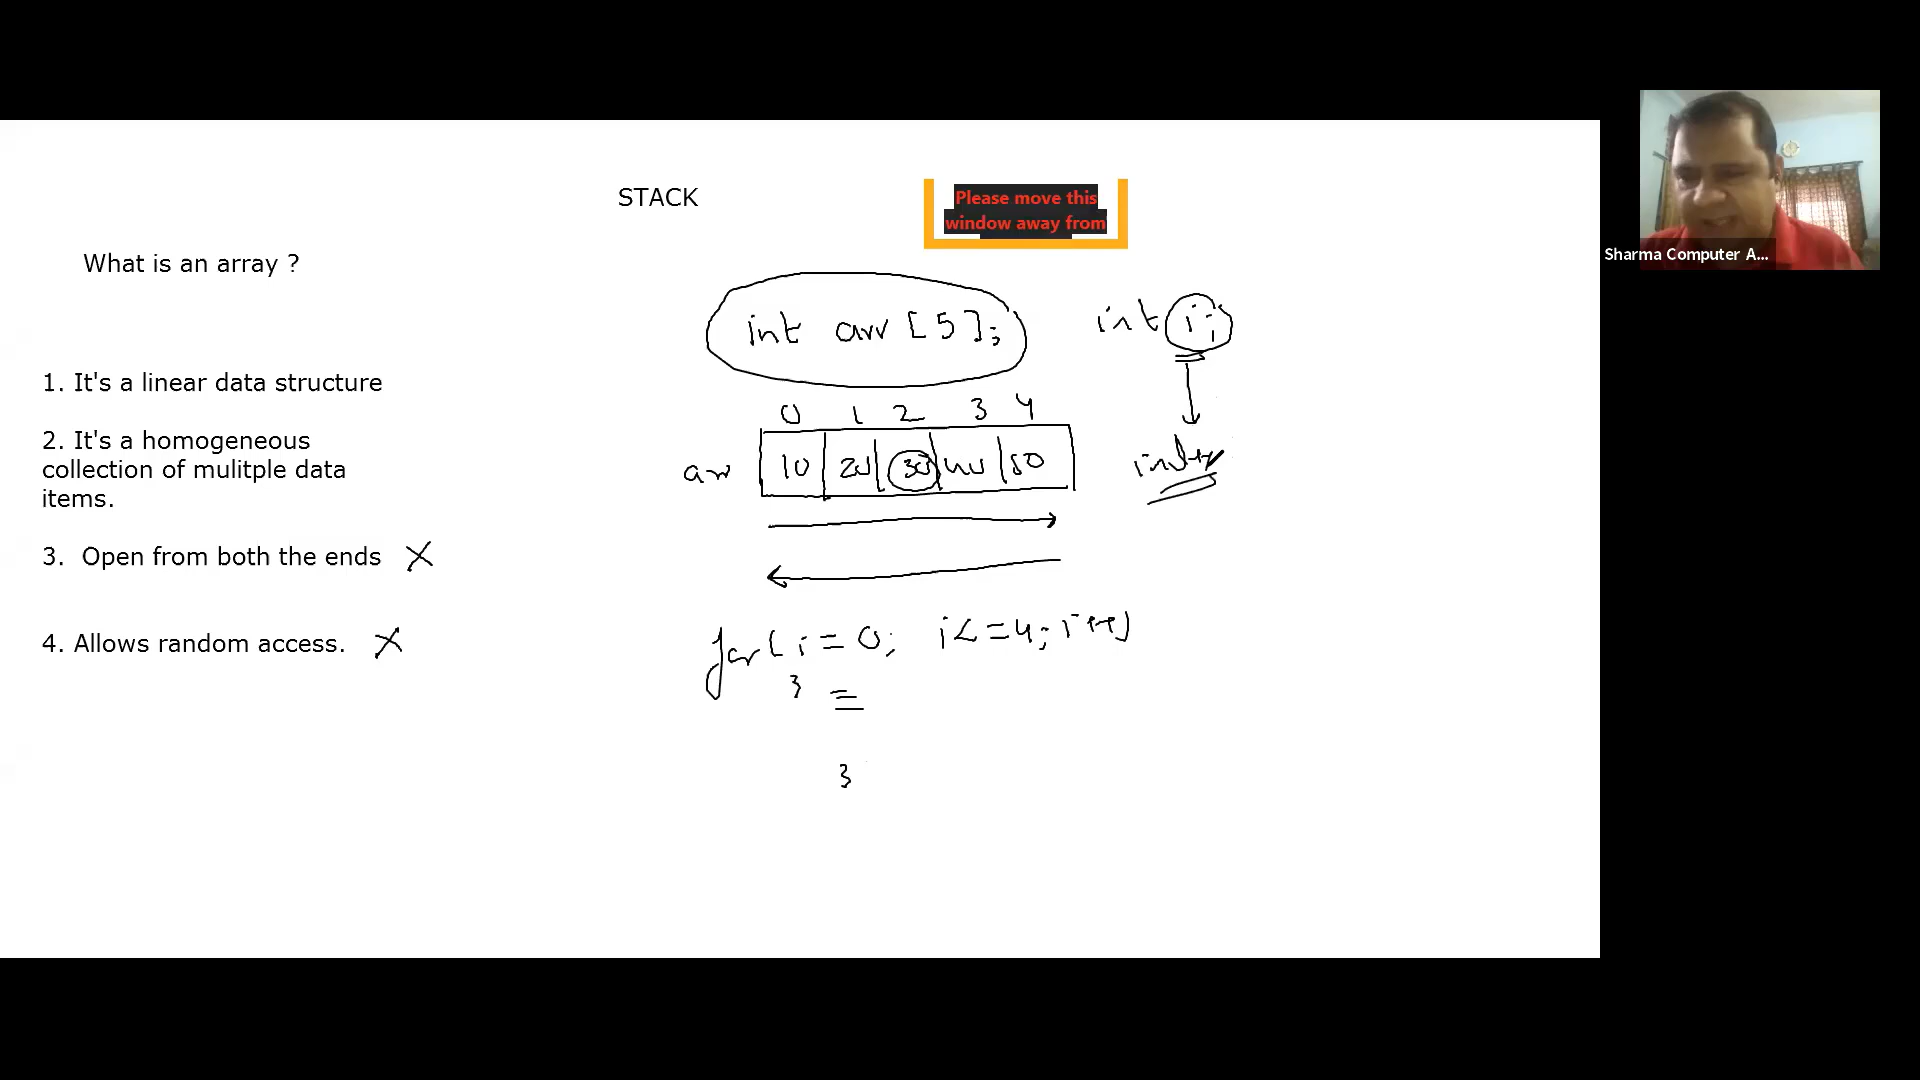 STACK
Please move this
window away from
Sharma Computer A...
What is an array ?
int arr [5];
int i;
1. It's a linear data structure
0 1 2 3 4
2. It's a homogeneous
collection of mulitple data
items.
arr 10 20 30 40 50
index
3. Open from both the ends X
4. Allows random access. X
for( i = 0; i<=4; i++)